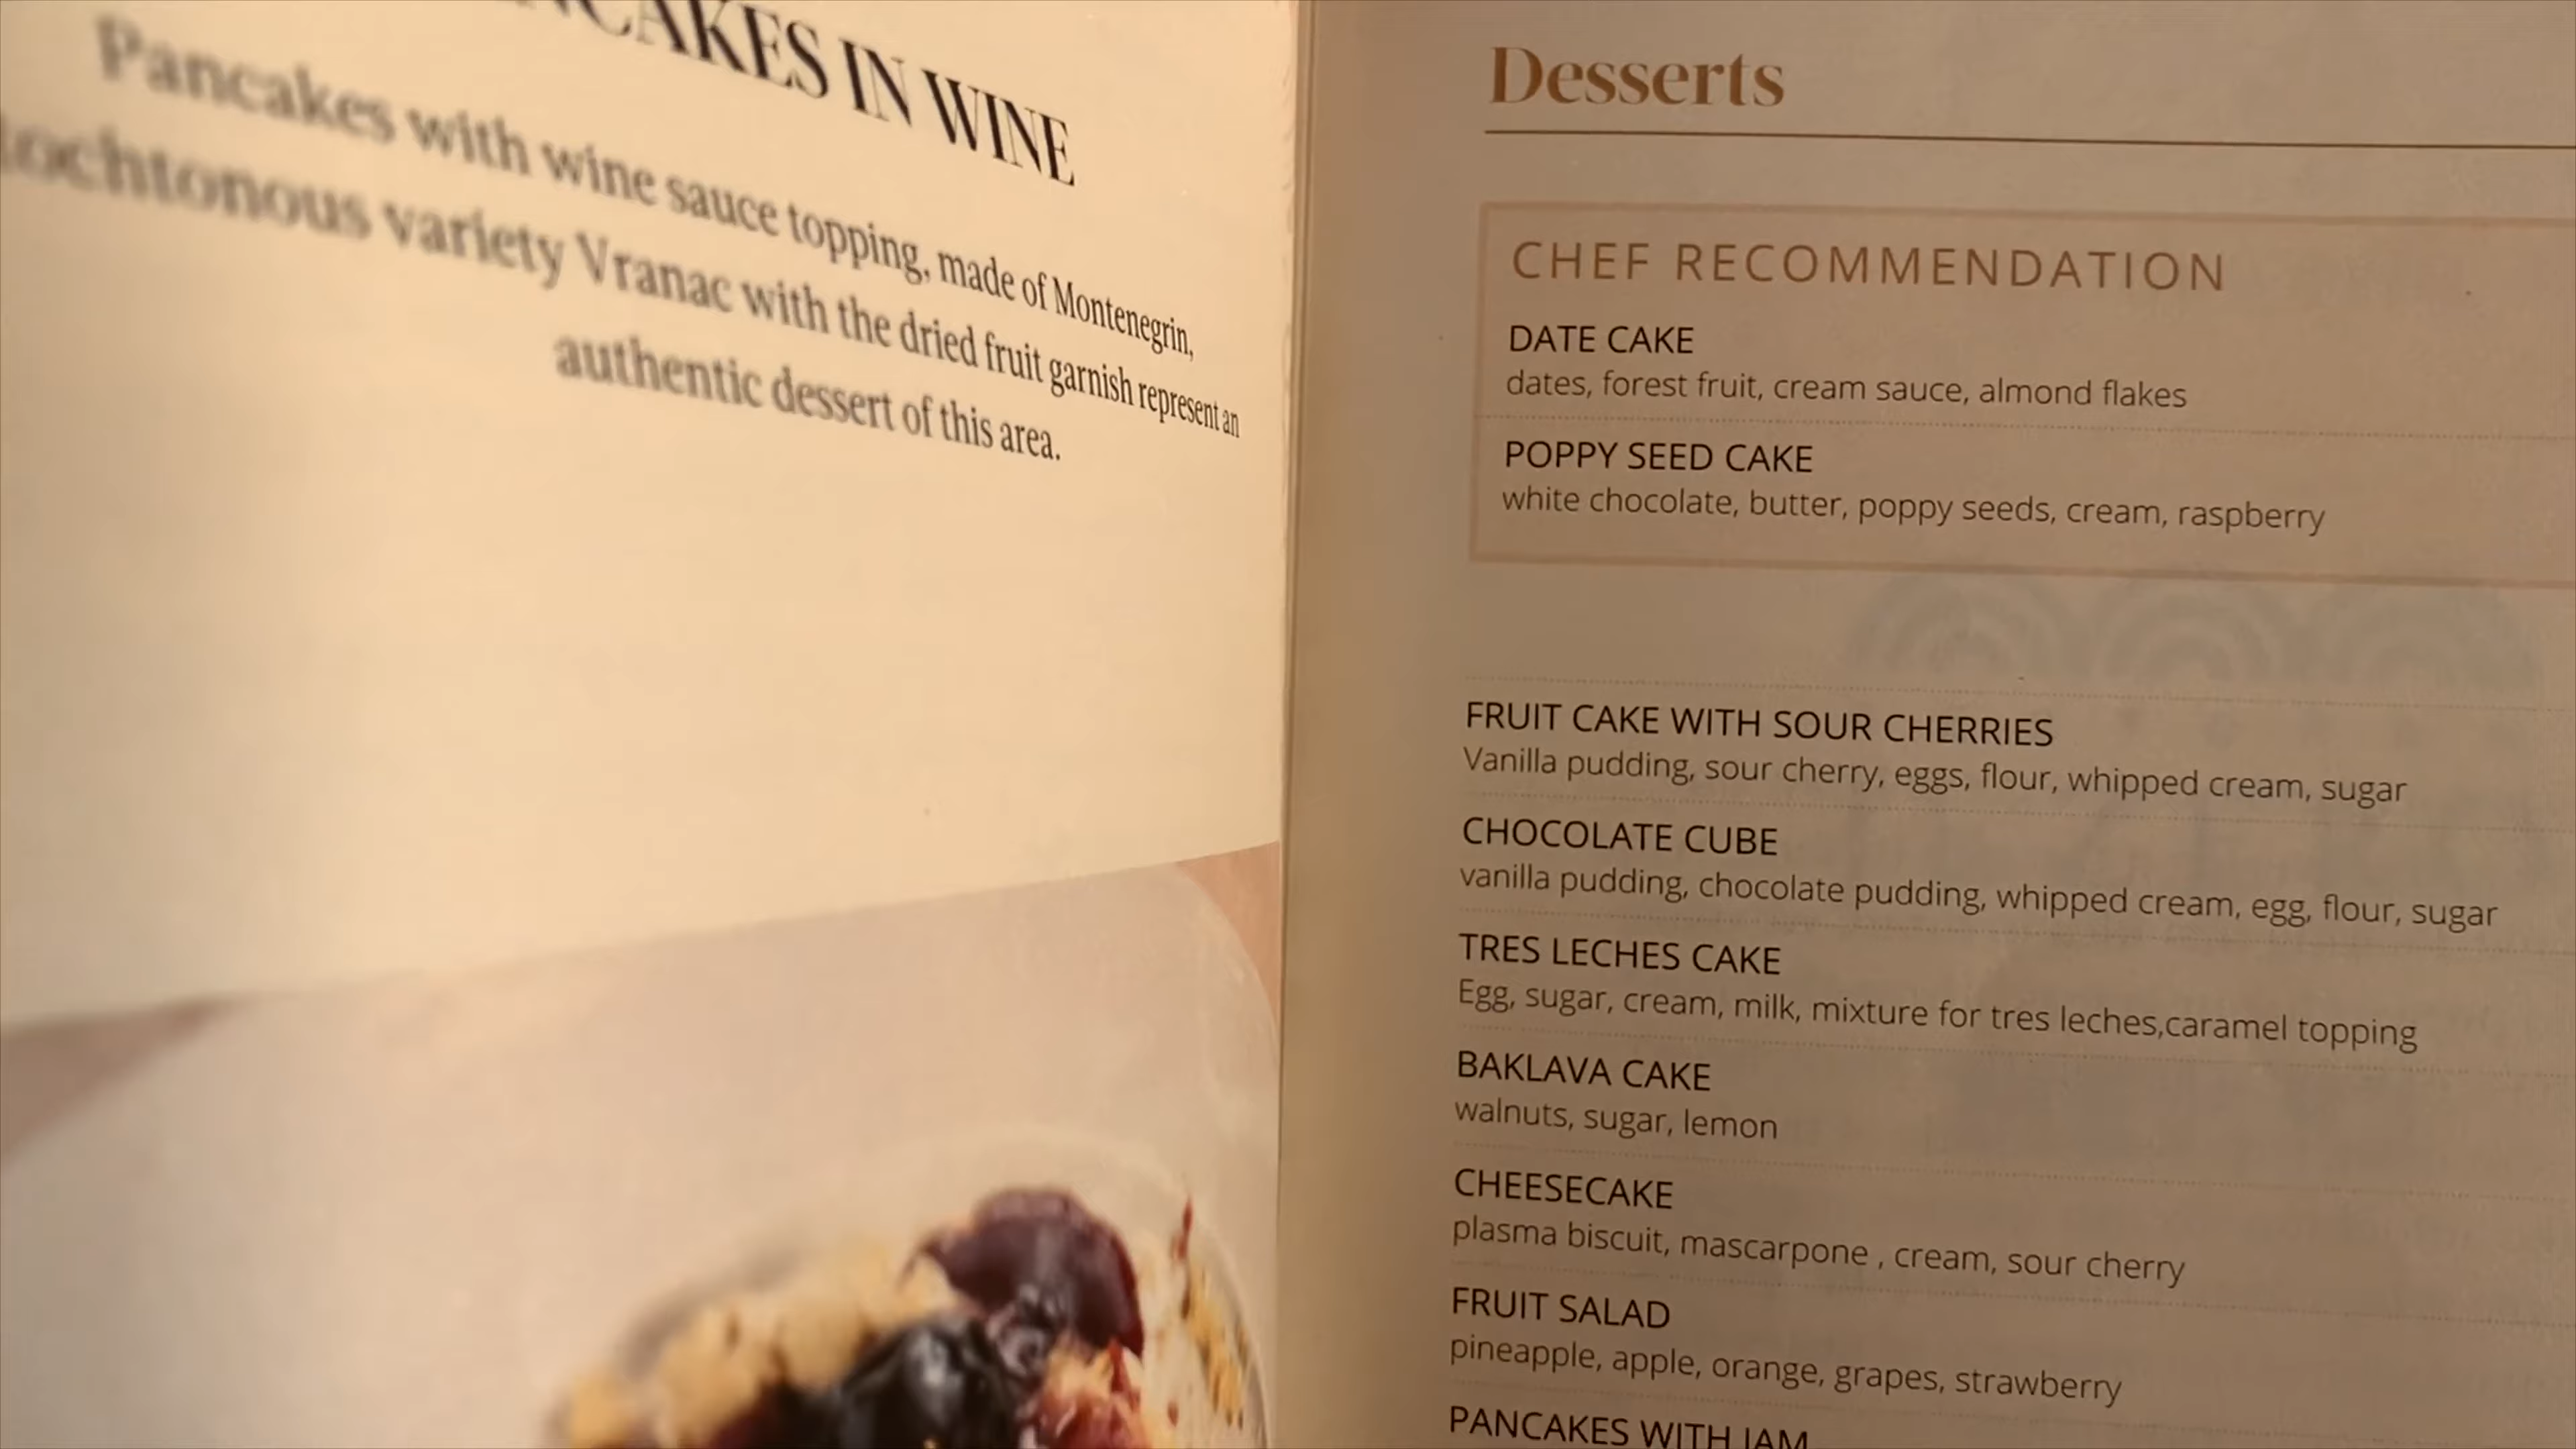 CAKES IN WINE
Pancakes with wine sauce topping, made of Montenegrin,
variety Vranac with the dried fruit garnish represent an
authentic dessert of this area.
Desserts
CHEF RECOMMENDATION
DATE CAKE
dates, forest fruit, cream sauce, almond flakes
POPPY SEED CAKE
white chocolate, butter, poppy seeds, cream, raspberry
FRUIT CAKE WITH SOUR CHERRIES
Vanilla pudding, sour cherry, eggs, flour, whipped cream, sugar
CHOCOLATE CUBE
vanilla pudding, chocolate pudding, whipped cream, egg, flour, sugar
TRES LECHES CAKE
Egg, sugar, cream, milk, mixture for tres leches,caramel topping
BAKLAVA CAKE
walnuts, sugar, lemon
CHEESECAKE
plasma biscuit, mascarpone , cream, sour cherry
FRUIT SALAD
pineapple, apple, orange, grapes, strawberry
PANCAKES WITH JAM